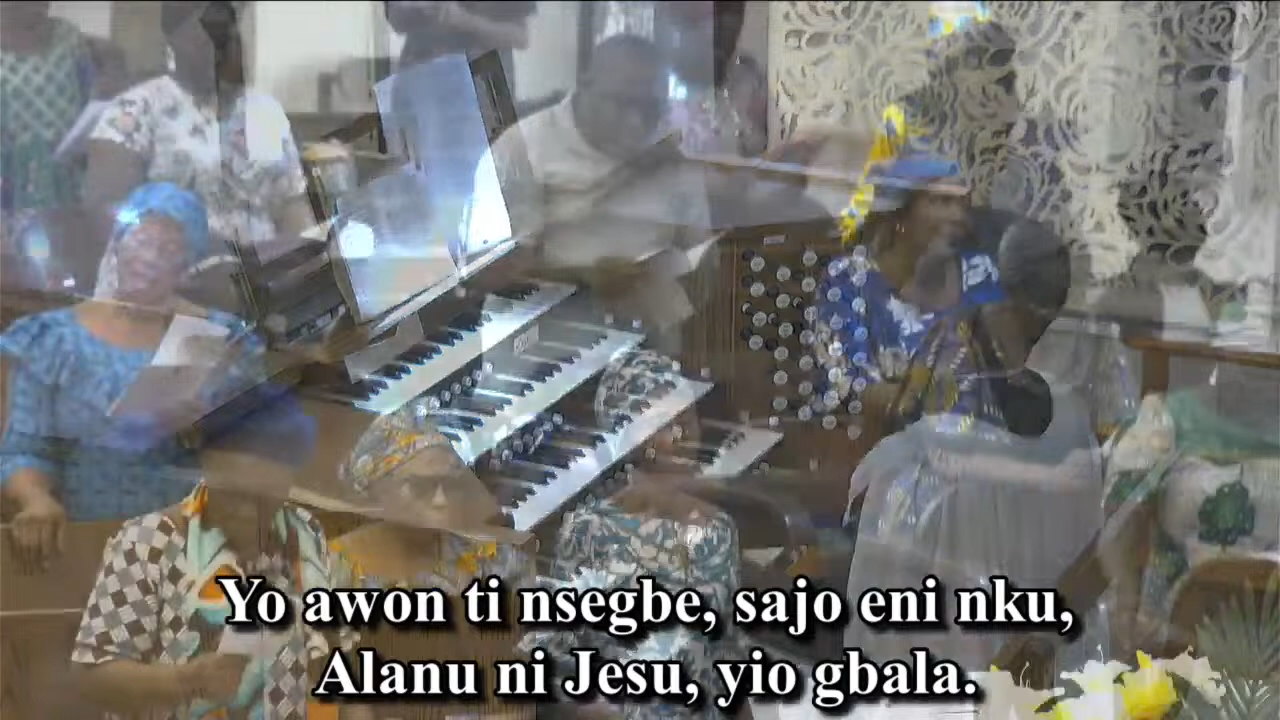 Yo awon ti nsegbe, sajo eni nku,
Alanu ni Jesu, yio gbala.